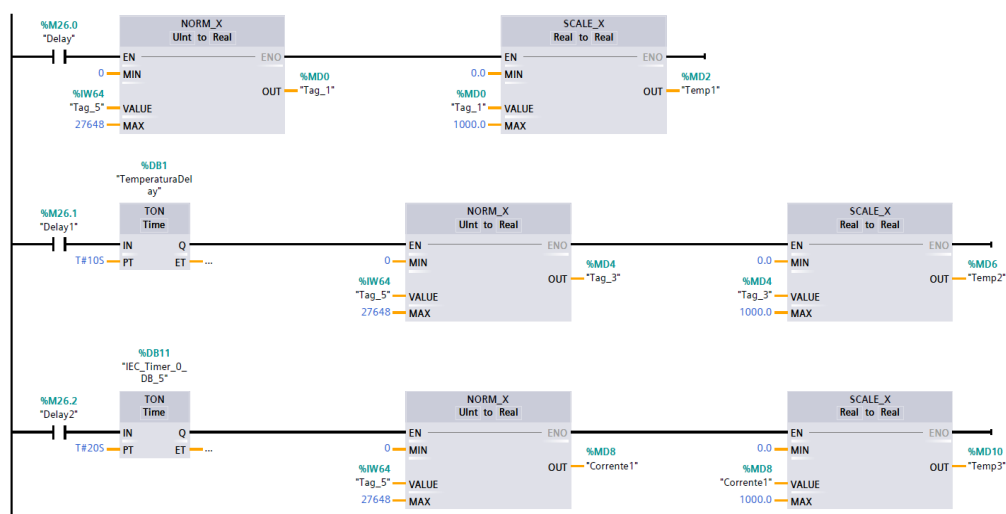 %M26.0 NORM_X SCALE_X
"Delay" UInt to Real Real to Real
EN ENO EN ENO
0 MIN %MD0 0.0 MIN %MD2
%IW64 OUT "Tag_1" %MD0 OUT "Temp1"
"Tag_5" VALUE "Tag_1" VALUE
27648 MAX 1000.0 MAX
%DB1
"TemperaturaDel
ay"
%M26.1 TON NORM_X SCALE_X
"Delay1" Time UInt to Real Real to Real
IN Q EN ENO EN ENO
T#10S PT ET ... 0 MIN %MD4 0.0 MIN %MD6
%IW64 OUT "Tag_3" %MD4 OUT "Temp2"
"Tag_5" VALUE "Tag_3" VALUE
27648 MAX 1000.0 MAX
%DB11
"IEC_Timer_0_
DB_5"
%M26.2 TON NORM_X SCALE_X
"Delay2" Time UInt to Real Real to Real
IN Q EN ENO EN ENO
T#20S PT ET ... 0 MIN %MD8 0.0 MIN %MD10
%IW64 OUT "Corrente1" %MD8 OUT "Temp3"
"Tag_5" VALUE "Corrente1" VALUE
27648 MAX 1000.0 MAX